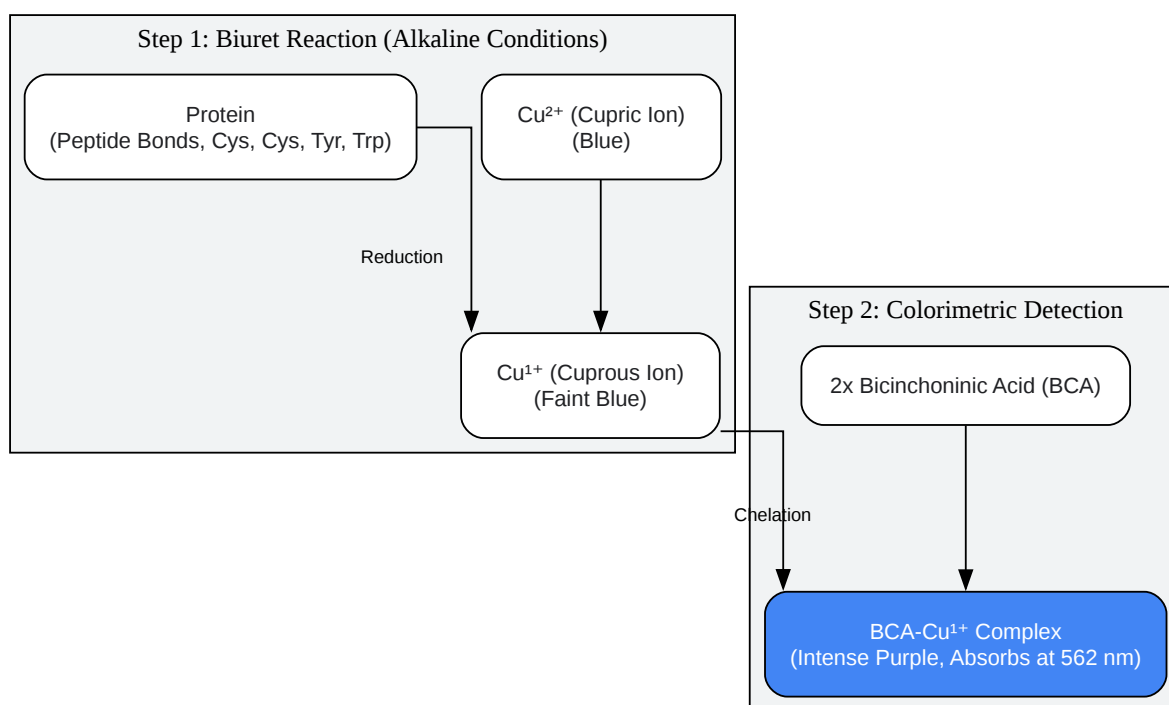 Step 1: Biuret Reaction (Alkaline Conditions)
Protein
(Peptide Bonds, Cys, Cys, Tyr, Trp)
Cu²⁺ (Cupric Ion)
(Blue)
Reduction
Cu¹⁺ (Cuprous Ion)
(Faint Blue)
Step 2: Colorimetric Detection
2x Bicinchoninic Acid (BCA)
Chelation
BCA-Cu¹⁺ Complex
(Intense Purple, Absorbs at 562 nm)